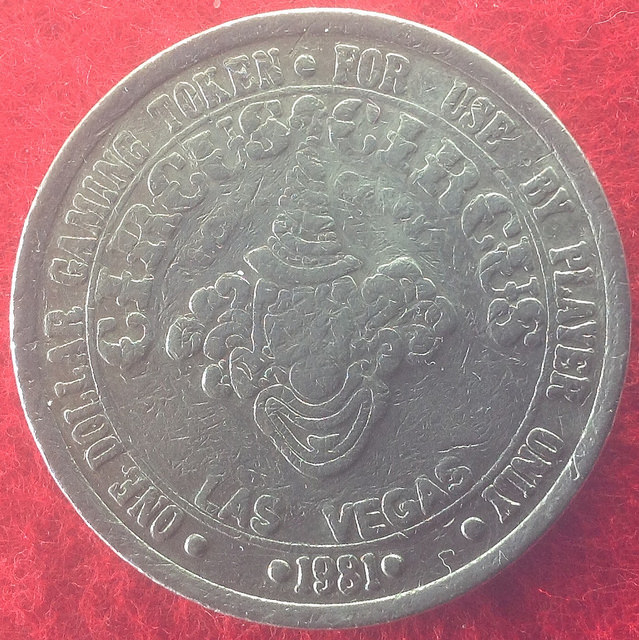 ONE DOLLAR GAMING TOKEN • FOR USE BY PLAYER ONLY
CIRCUS CIRCUS
LAS VEGAS
•1981•